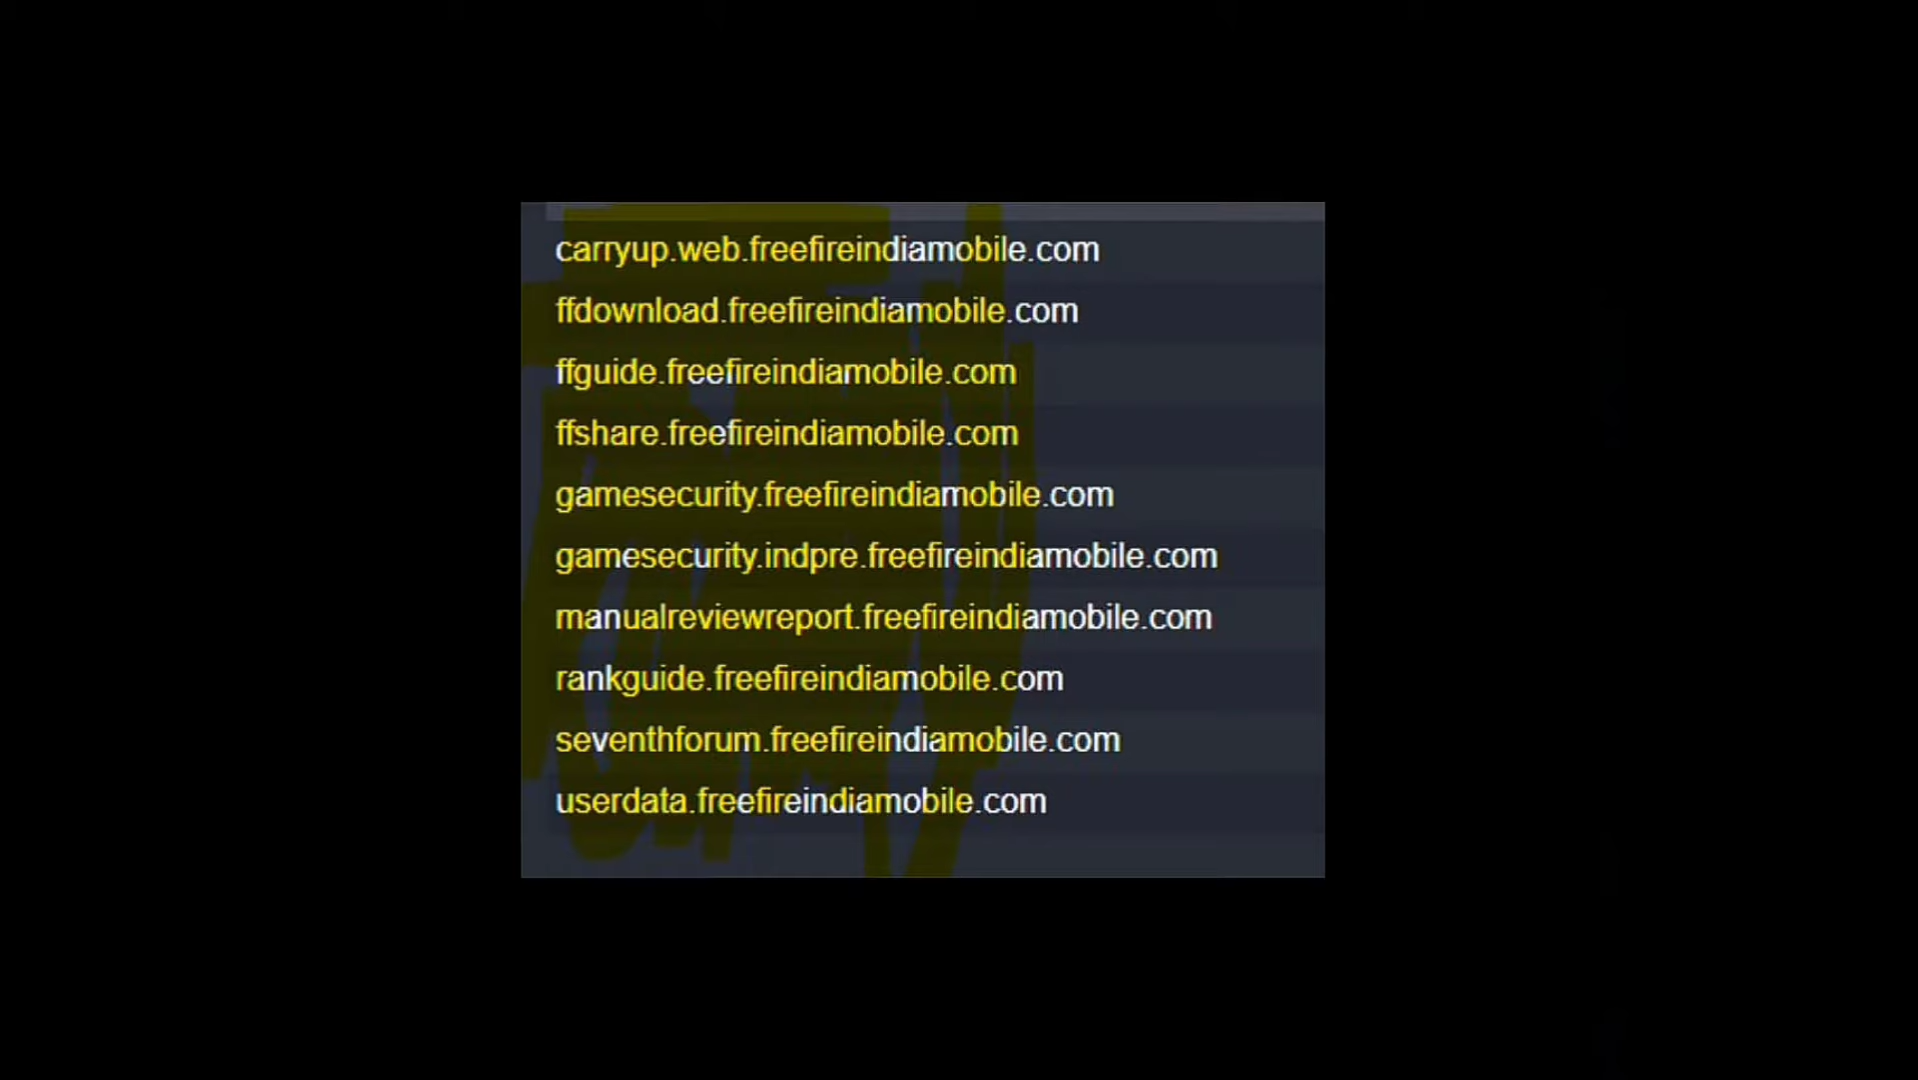 carryup.web.freefireindiamobile.com
ffdownload.freefireindiamobile.com
ffguide.freefireindiamobile.com
ffshare.freefireindiamobile.com
gamesecurity.freefireindiamobile.com
gamesecurity.indpre.freefireindiamobile.com
manualreviewreport.freefireindiamobile.com
rankguide.freefireindiamobile.com
seventhforum.freefireindiamobile.com
userdata.freefireindiamobile.com